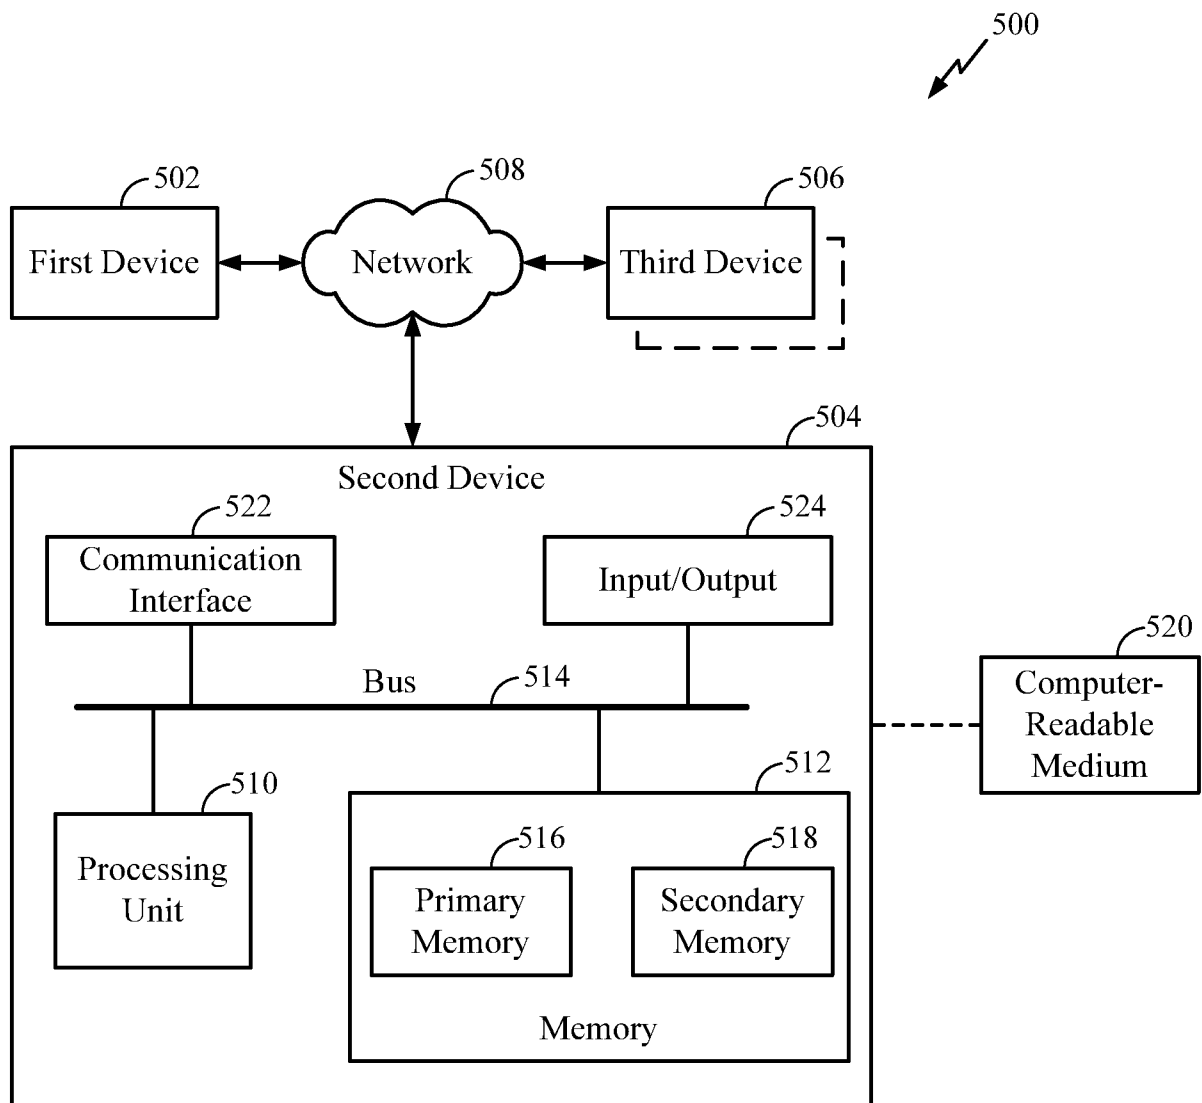 500
502
508
506
First Device
Network
Third Device
504
Second Device
522
524
Communication
Interface
Input/Output
520
Computer-
Readable
Medium
Bus
514
510
512
Processing
Unit
516
518
Primary
Memory
Secondary
Memory
Memory